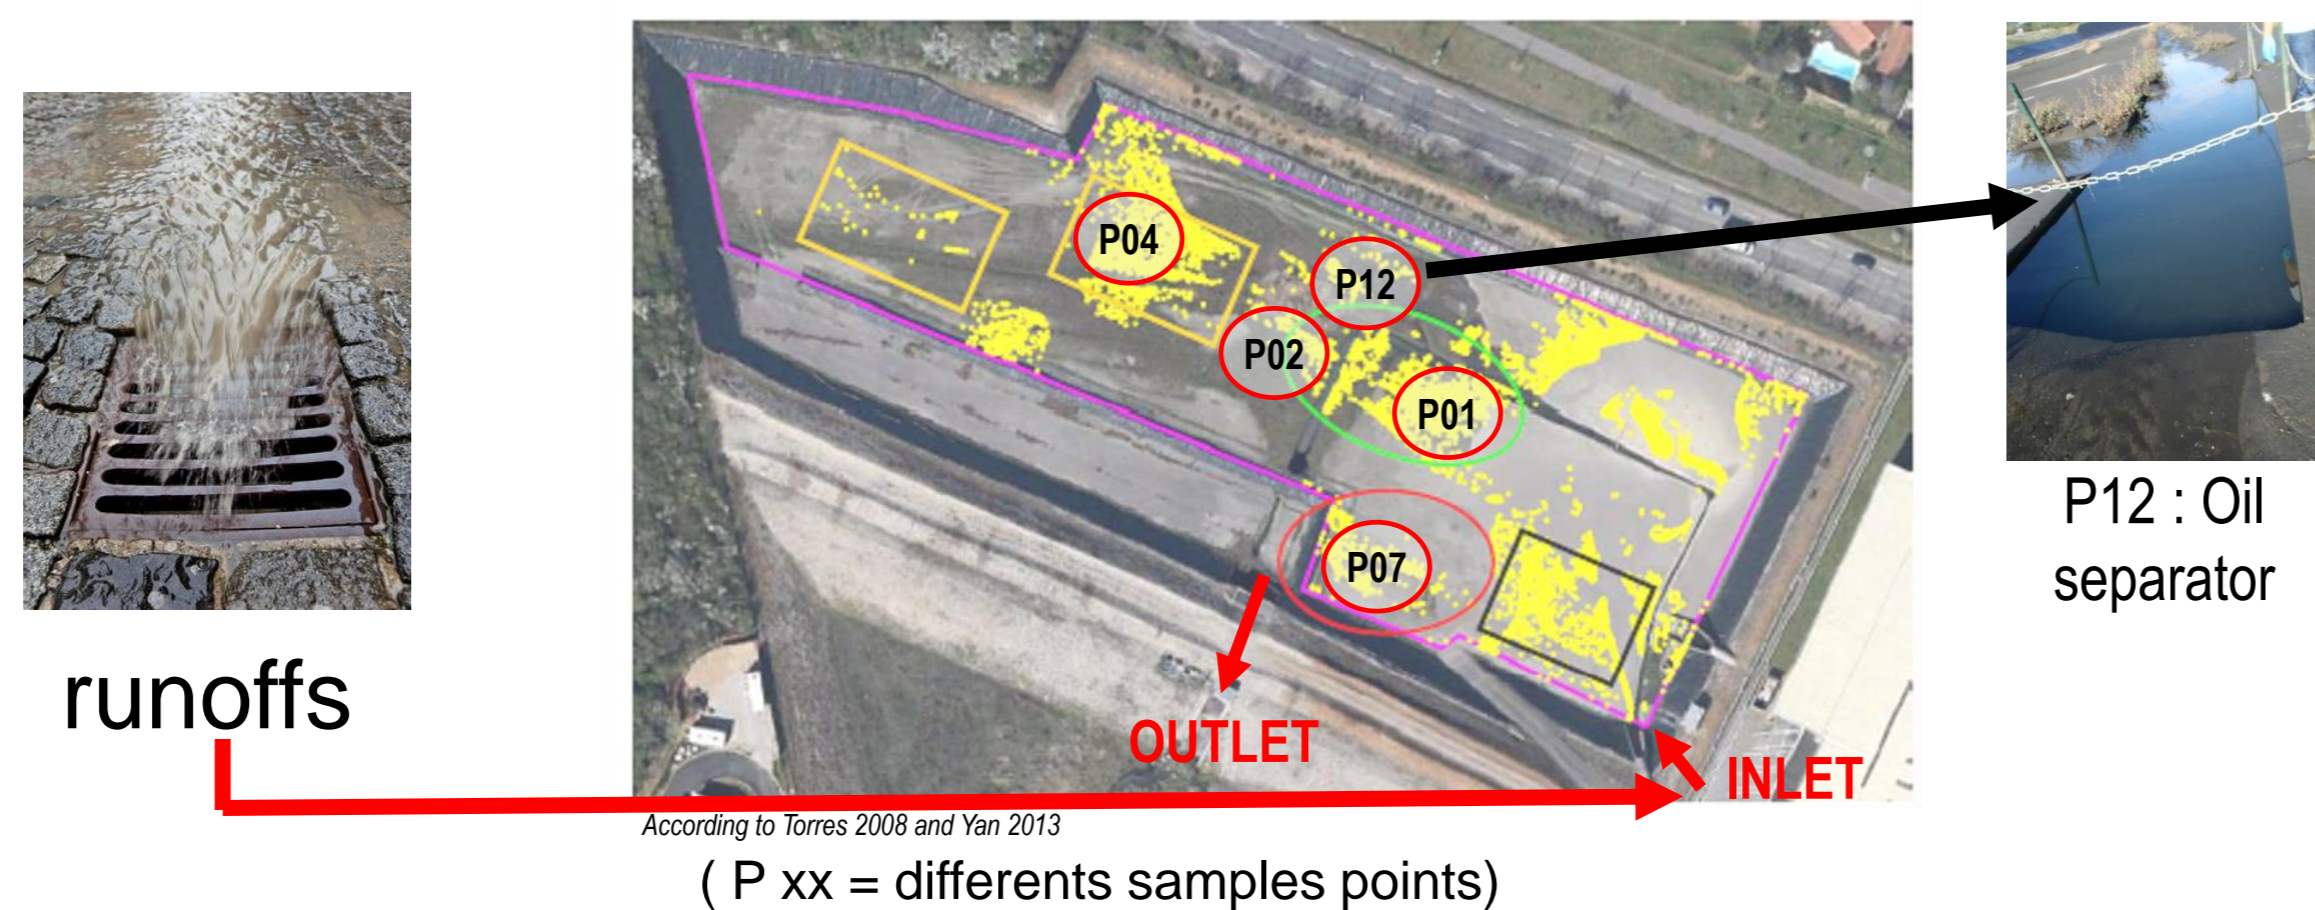 P04
P12
P02
P01
P07
P12 : Oil
separator
runoffs
OUTLET
INLET
According to Torres 2008 and Yan 2013
( P xx = differents samples points)